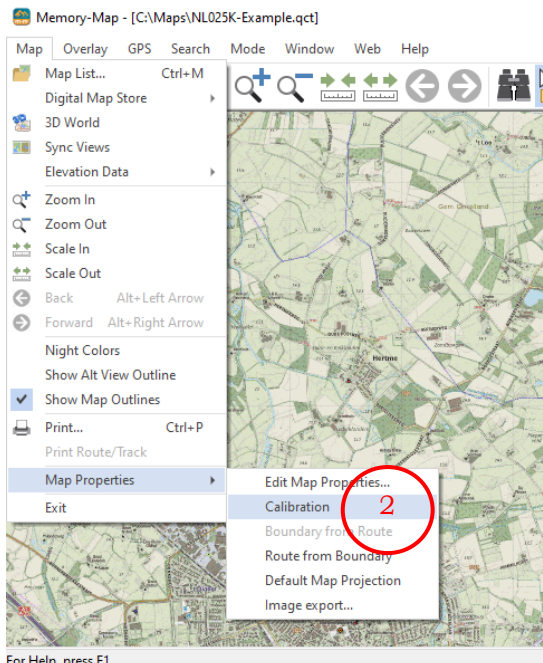 Memory-Map - [C:\Maps\NL025K-Example.qct]
Map Overlay GPS Search Mode Window Web Help
Map List... Ctrl+M
Digital Map Store
3D World
Sync Views
Elevation Data
Zoom In
Zoom Out
Scale In
Scale Out
Back Alt+Left Arrow
Forward Alt+Right Arrow
Night Colors
Show Alt View Outline
Show Map Outlines
Print... Ctrl+P
Print Route/Track
Map Properties
Exit
Edit Map Properties...
Calibration
Boundary from Route
Route from Boundary
Default Map Projection
Image export...
2
't Loo
Hertme
For Help, press F1